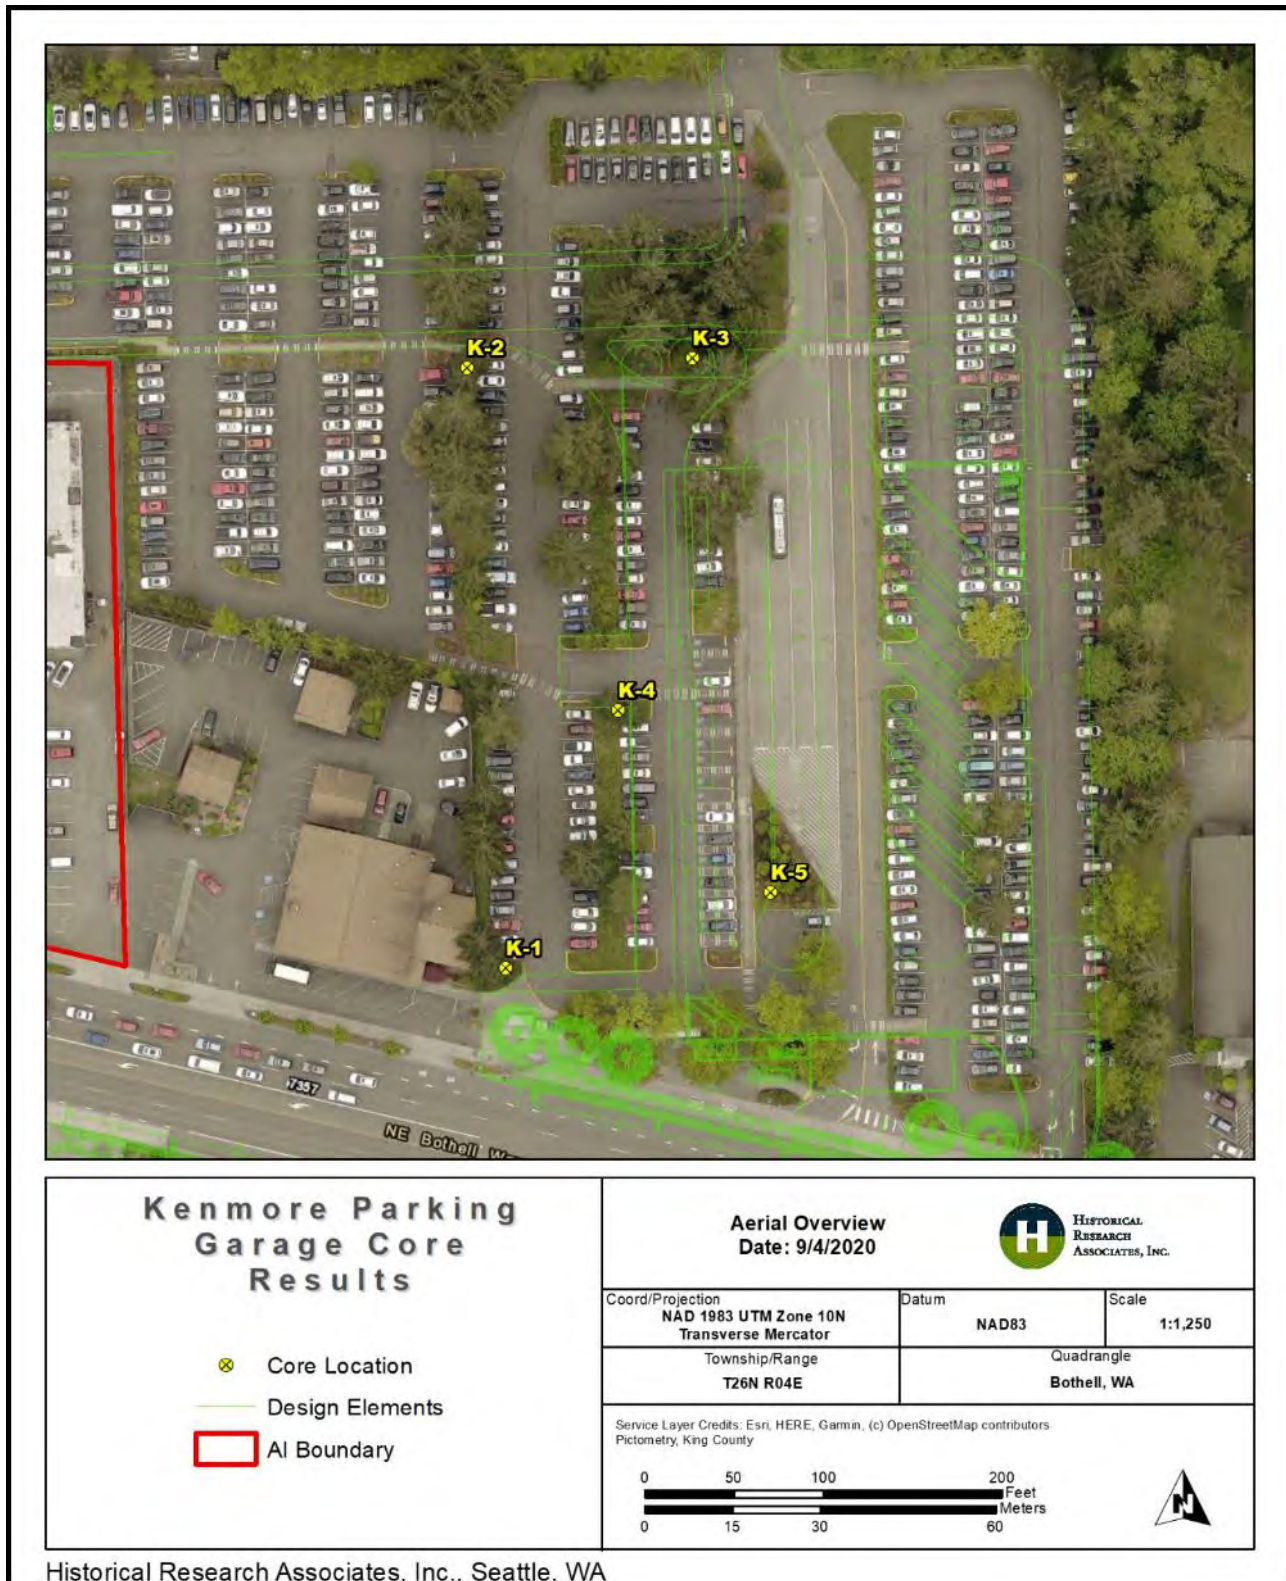 K-2
K-3
K-4
K-5
K-1
7357
NE Bothell
Kenmore Parking
Garage Core
Results
Core Location
Design Elements
AI Boundary
Aerial Overview
Date: 9/4/2020
H
HISTORICAL
RESEARCH
ASSOCIATES, INC.
Coord/Projection
NAD 1983 UTM Zone 10N
Transverse Mercator
Datum
NAD83
Scale
1:1,250
Township/Range
T26N R04E
Quadrangle
Bothell, WA
Service Layer Credits: Esri, HERE, Garmin, (c) OpenStreetMap contributors
Pictometry, King County
0 50 100 200
Feet
Meters
0 15 30 60
N
Historical Research Associates, Inc., Seattle, WA